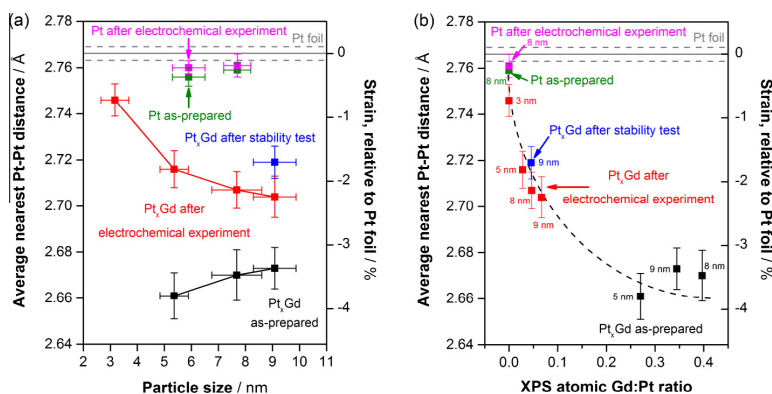 (a)
Pt after electrochemical experiment
Pt foil
Pt as-prepared
Pt_xGd after stability test
Pt_xGd after
electrochemical experiment
Pt_xGd
as-prepared
Average nearest Pt-Pt distance / Å
2.78
2.76
2.74
2.72
2.70
2.68
2.66
2.64
2 3 4 5 6 7 8 9 10 11
Particle size / nm
0
-1
-2
-3
-4
Strain, relative to Pt foil / %
(b)
Pt after electrochemical experiment
8 nm
Pt foil
8 nm
Pt as-prepared
3 nm
Pt_xGd after stability test
9 nm
5 nm
Pt_xGd after
electrochemical experiment
8 nm
9 nm
9 nm
8 nm
5 nm
Pt_xGd as-prepared
Average nearest Pt-Pt distance / Å
2.78
2.76
2.74
2.72
2.70
2.68
2.66
2.64
0.0 0.1 0.2 0.3 0.4
XPS atomic Gd:Pt ratio
0
-1
-2
-3
-4
Strain, relative to Pt foil / %